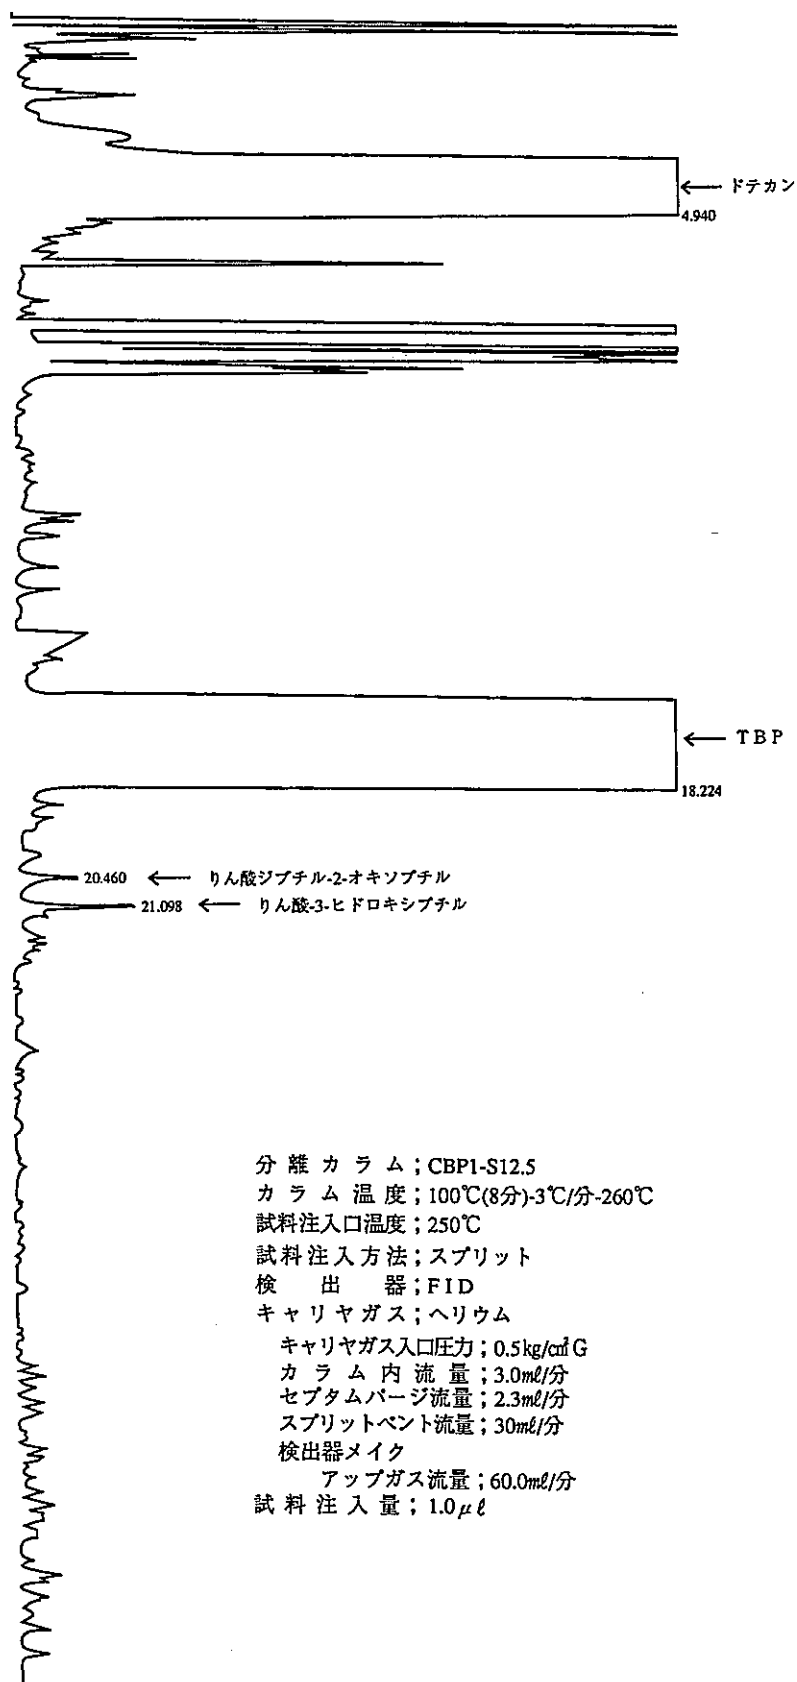 ← ドデカン
4.940
← TBP
18.224
20.460 ← りん酸ジブチル-2-オキソブチル
21.098 ← りん酸-3-ヒドロキシブチル
分離カラム；CBP1-S12.5
カラム温度；100℃(8分)-3℃/分-260℃
試料注入口温度；250℃
試料注入方法；スプリット
検出器；FID
キャリヤガス；ヘリウム
キャリヤガス入口圧力；0.5kg/c㎡G
カラム内流量；3.0mℓ/分
セプタムパージ流量；2.3mℓ/分
スプリットベント流量；30mℓ/分
検出器メイク
アップガス流量；60.0mℓ/分
試料注入量；1.0μℓ